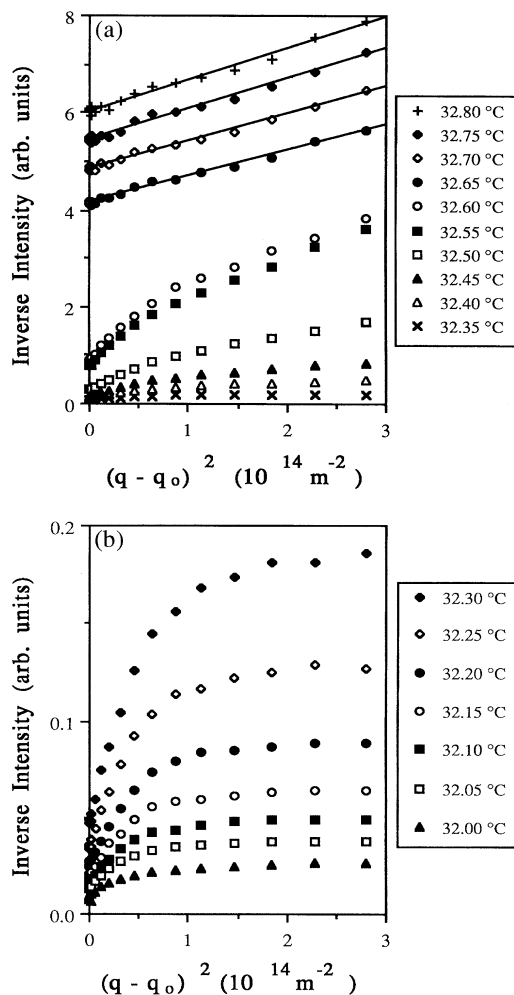 (a)
8
6
4
2
0
0
1
2
3
Inverse Intensity (arb. units)
(q - qo) 2 (10 14 m-2)
32.80 °C
32.75 °C
32.70 °C
32.65 °C
32.60 °C
32.55 °C
32.50 °C
32.45 °C
32.40 °C
32.35 °C
(b)
0.2
0.1
0.0
0
1
2
3
Inverse Intensity (arb. units)
(q - qo) 2 (10 14 m-2)
32.30 °C
32.25 °C
32.20 °C
32.15 °C
32.10 °C
32.05 °C
32.00 °C